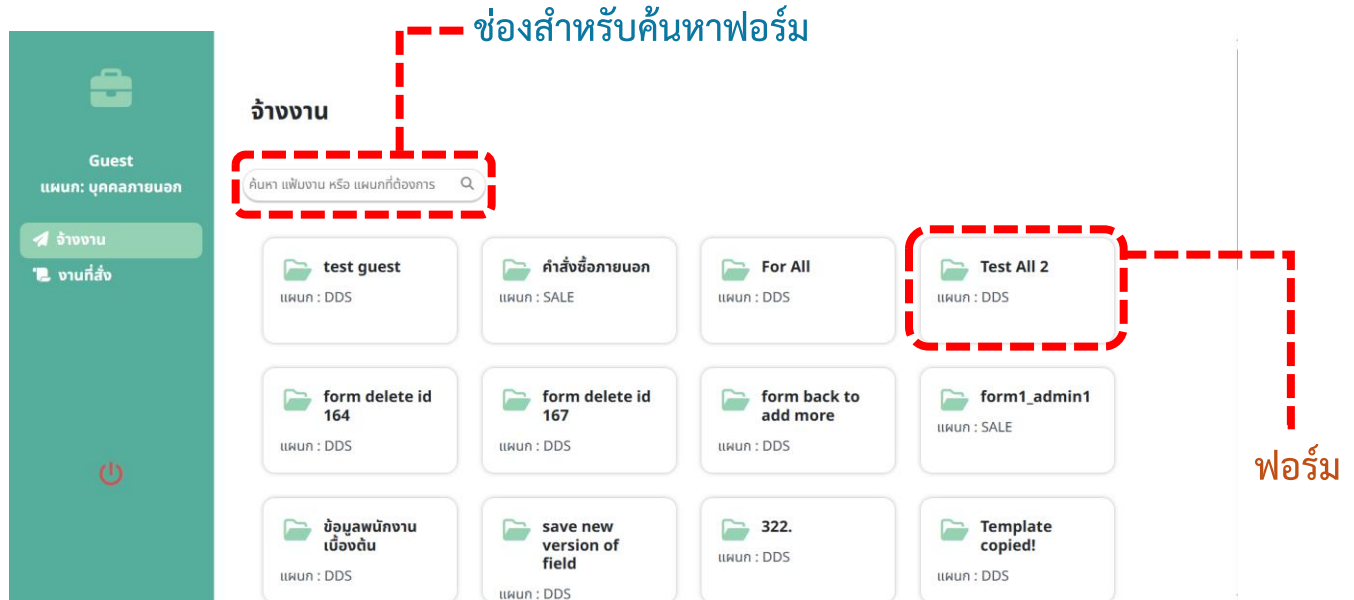 ช่องสำหรับค้นหาฟอร์ม
จ้างงาน
Guest
แผนก: บุคคลภายนอก
จ้างงาน
งานที่สั่ง
ค้นหา แฟ้มงาน หรือ แผนกที่ต้องการ
test guest
แผนก : DDS
คำสั่งซื้อภายนอก
แผนก : SALE
For All
แผนก : DDS
Test All 2
แผนก : DDS
form delete id
164
แผนก : DDS
form delete id
167
แผนก : DDS
form back to
add more
แผนก : DDS
form1_admin1
แผนก : SALE
ฟอร์ม
ข้อมูลพนักงาน
เบื้องต้น
แผนก : DDS
save new
version of
field
แผนก : DDS
322.
แผนก : DDS
Template
copied!
แผนก : DDS